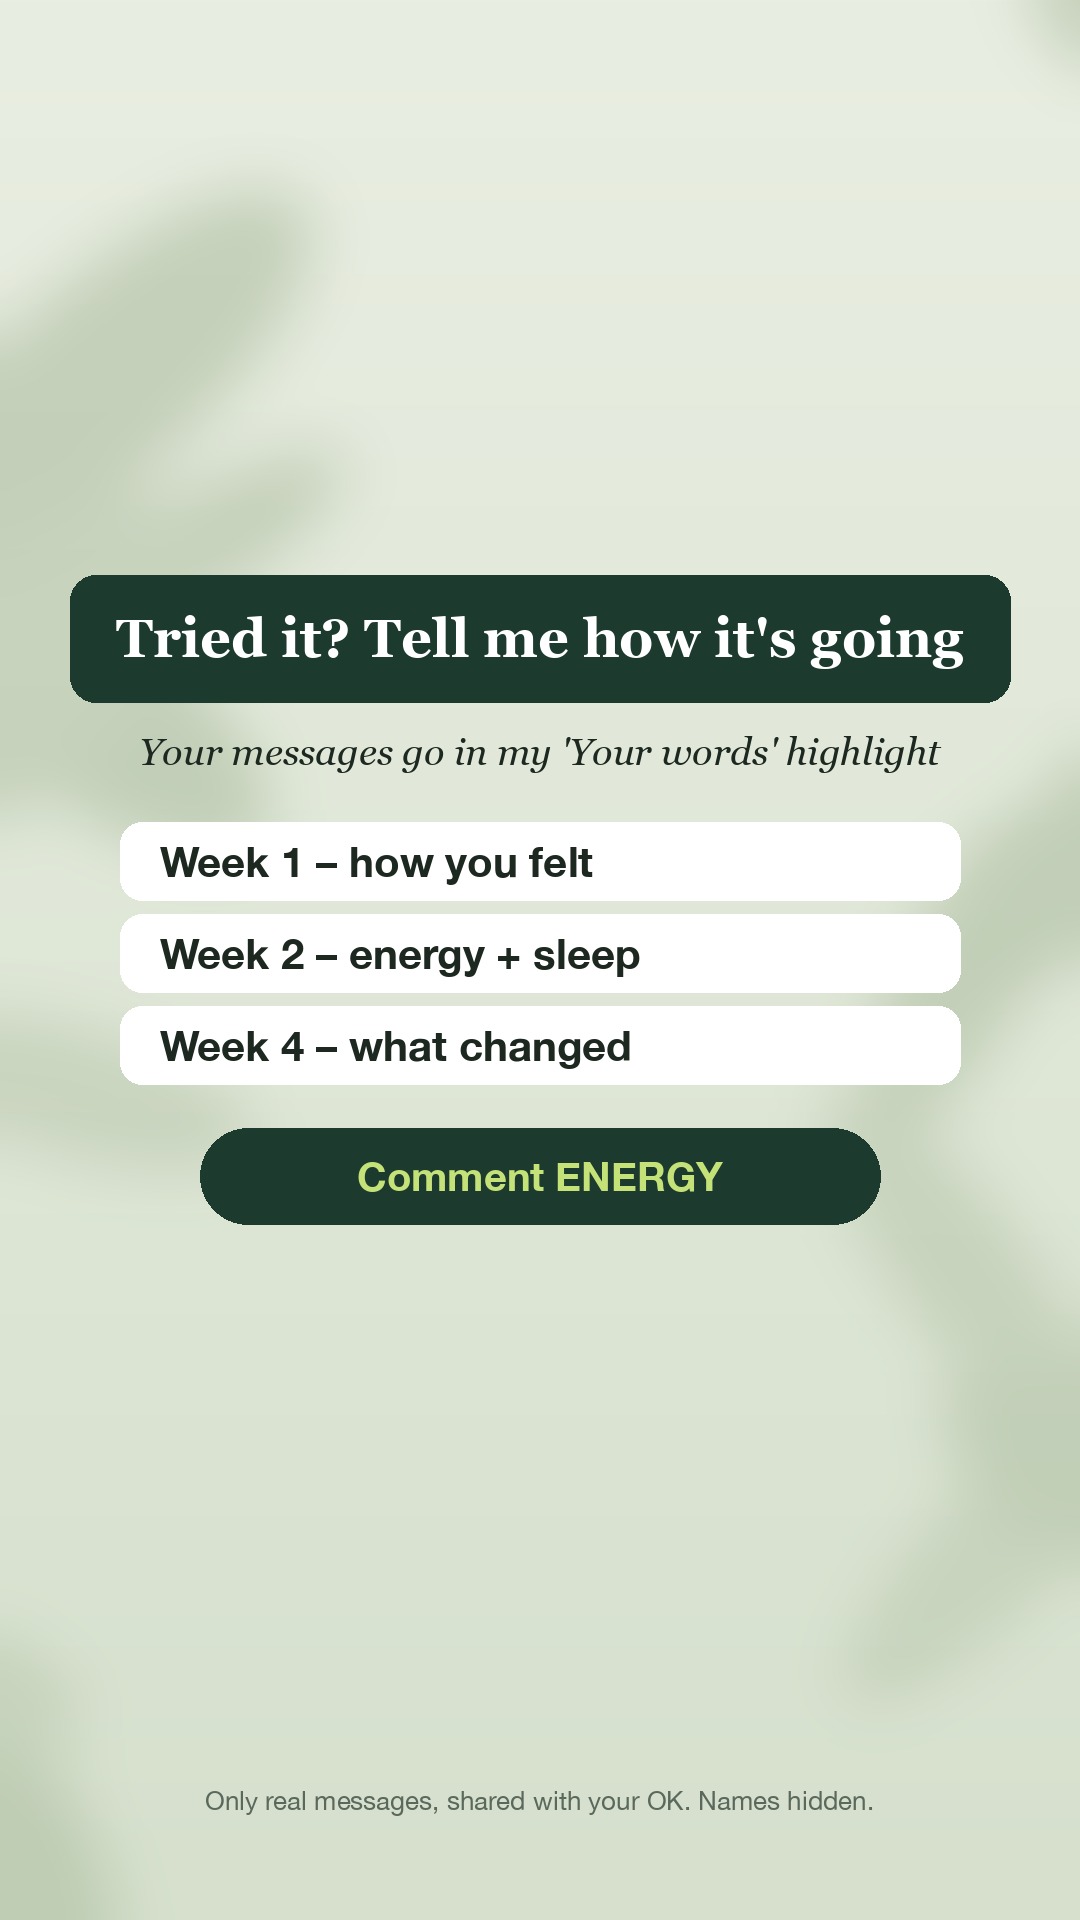 Tried it? Tell me how it's going
Your messages go in my 'Your words' highlight
Week 1 – how you felt
Week 2 – energy + sleep
Week 4 – what changed
Comment ENERGY
Only real messages, shared with your OK. Names hidden.